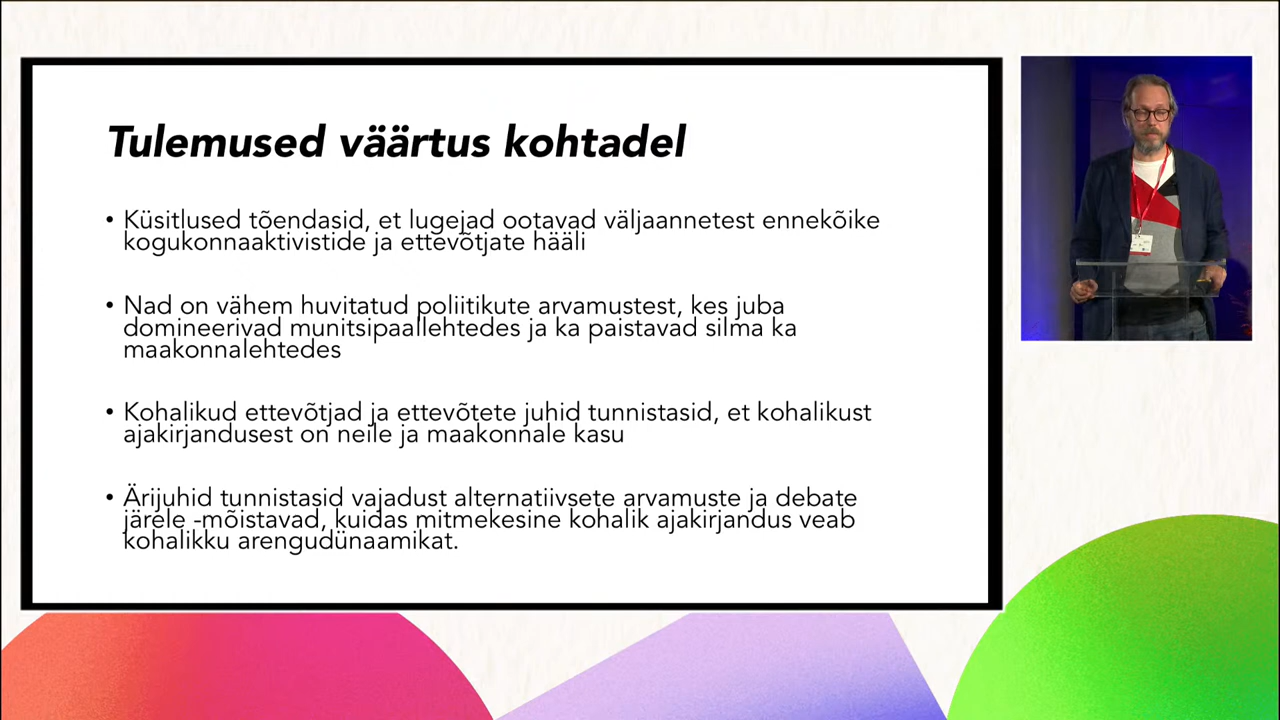 Tulemused väärtus kohtadel
• Küsitlused tõendasid, et lugejad ootavad väljaannetest ennekõike
kogukonnaaktivistide ja ettevõtjate hääli
• Nad on vähem huvitatud poliitikute arvamustest, kes juba
domineerivad munitsipaallehtedes ja ka paistavad silma ka
maakonnalehtedes
• Kohalikud ettevõtjad ja ettevõtete juhid tunnistasid, et kohalikust
ajakirjandusest on neile ja maakonnale kasu
• Ärijuhid tunnistasid vajadust alternatiivsete arvamuste ja debate
järele -mõistavad, kuidas mitmekesine kohalik ajakirjandus veab
kohalikku arengudünaamikat.